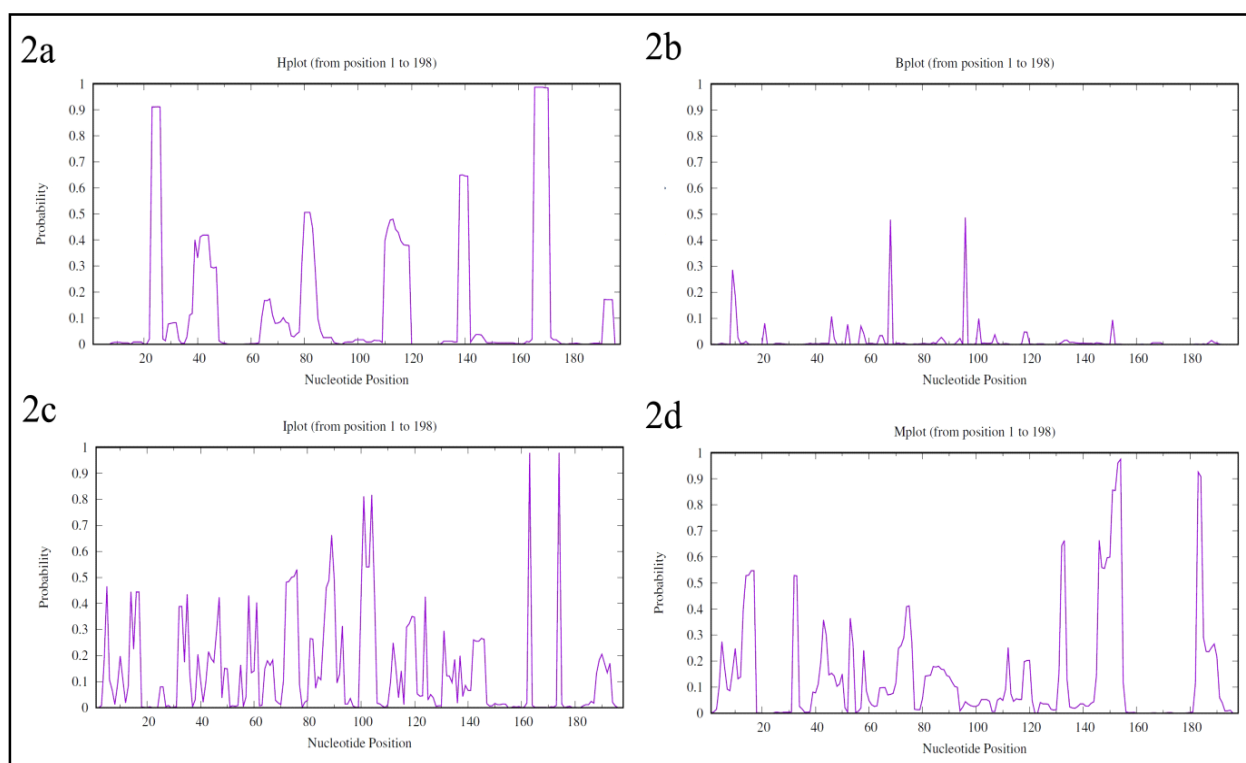 2a
Hplot (from position 1 to 198)
1
0.9
0.8
0.7
0.6
0.5
0.4
0.3
0.2
0.1
0
Probability
20 40 60 80 100 120 140 160 180
Nucleotide Position
2b
Bplot (from position 1 to 198)
1
0.9
0.8
0.7
0.6
0.5
0.4
0.3
0.2
0.1
0
Probability
20 40 60 80 100 120 140 160 180
Nucleotide Position
2c
Iplot (from position 1 to 198)
1
0.9
0.8
0.7
0.6
0.5
0.4
0.3
0.2
0.1
0
Probability
20 40 60 80 100 120 140 160 180
Nucleotide Position
2d
Mplot (from position 1 to 198)
1
0.9
0.8
0.7
0.6
0.5
0.4
0.3
0.2
0.1
0
Probability
20 40 60 80 100 120 140 160 180
Nucleotide Position